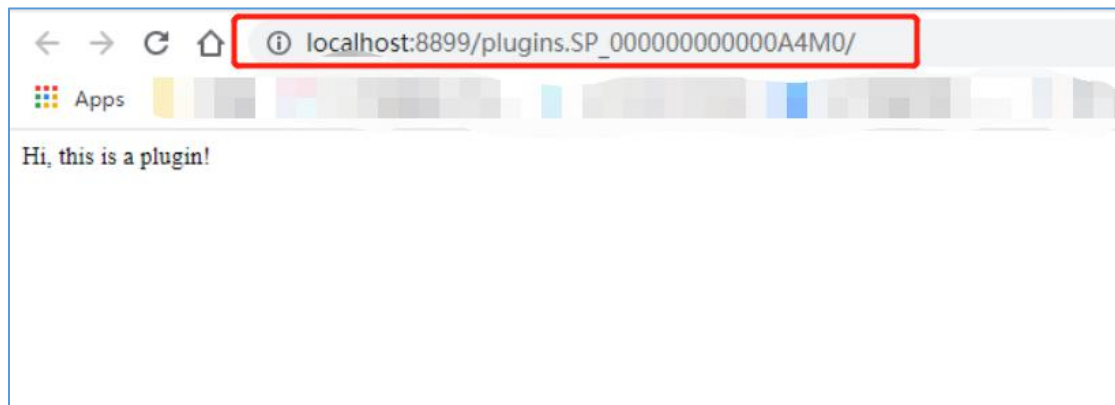 localhost:8899/plugins.SP_000000000000A4M0/
Apps
Hi, this is a plugin!